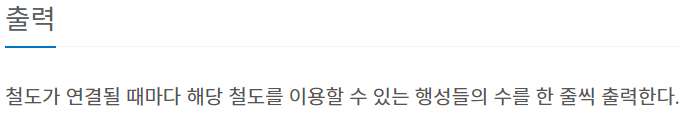 출력
철도가 연결될 때마다 해당 철도를 이용할 수 있는 행성들의 수를 한 줄씩 출력한다.